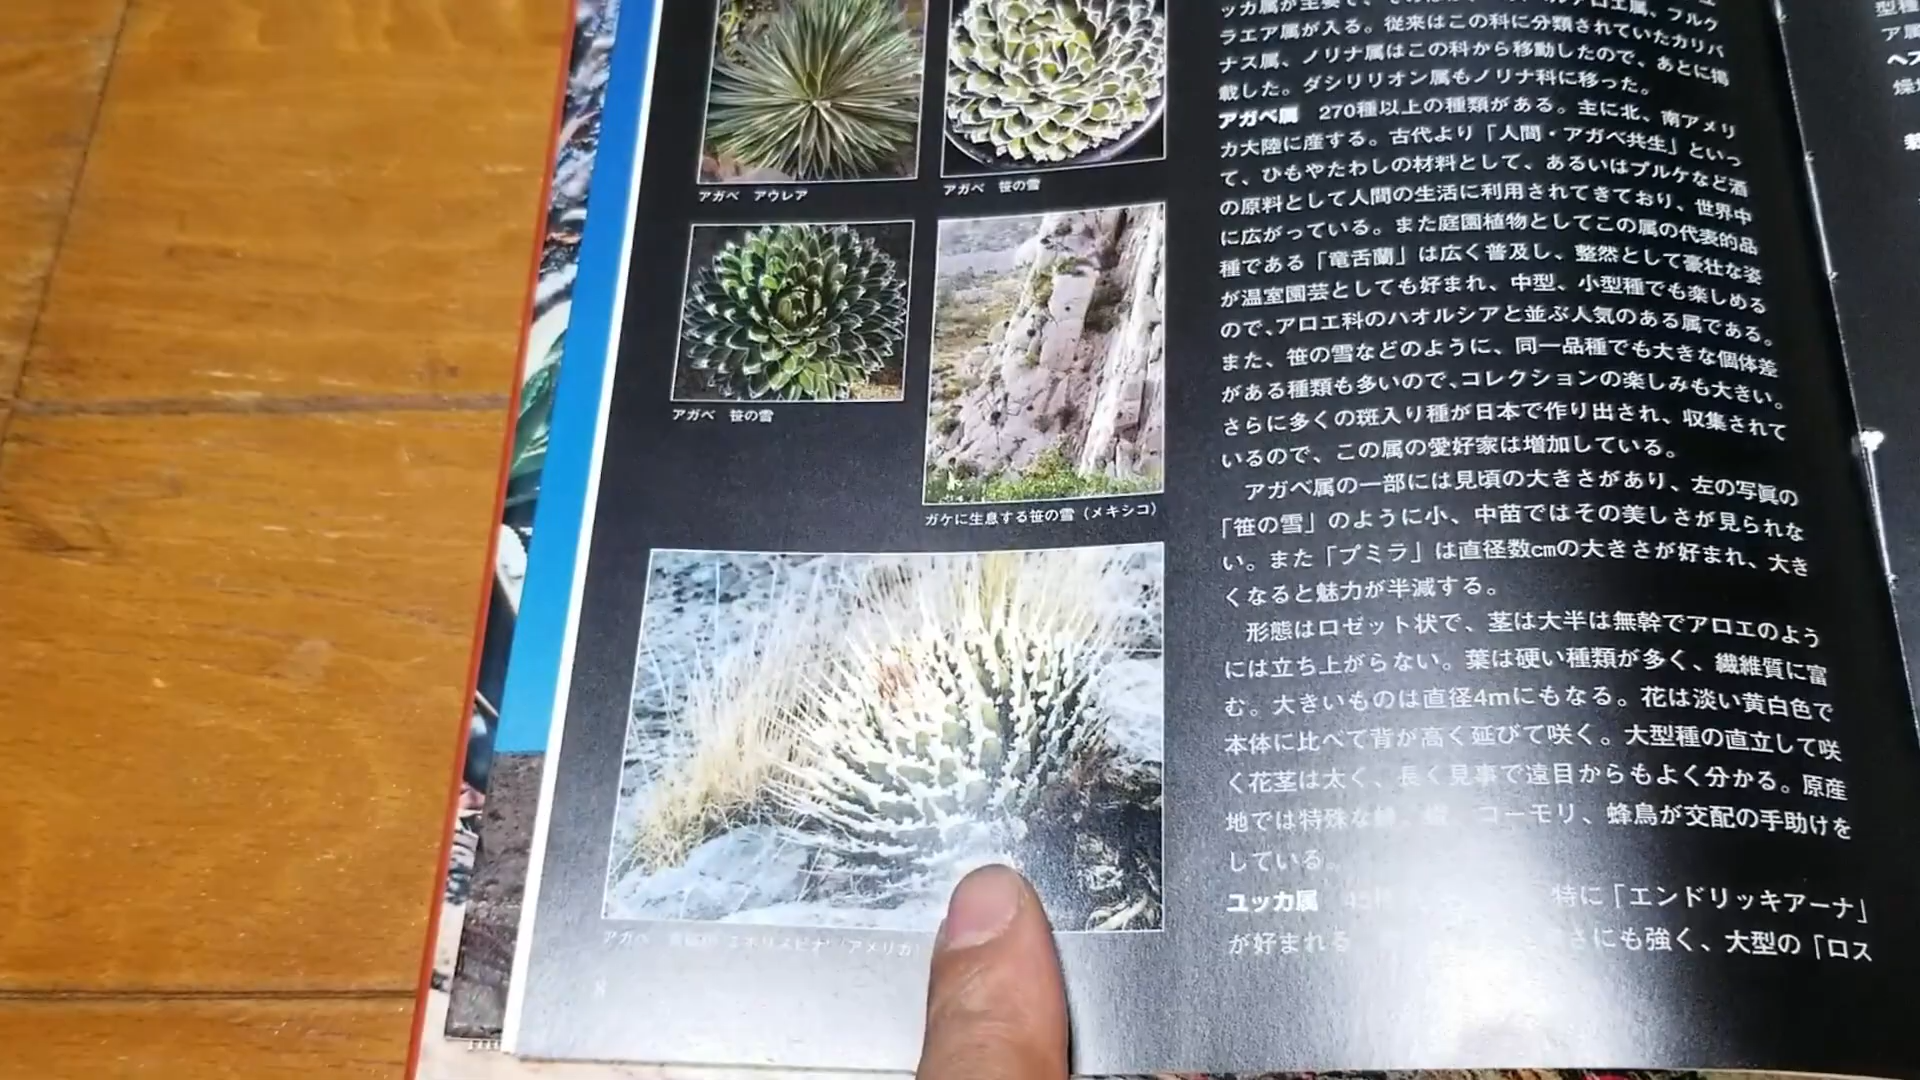 アガベ アウレア
アガベ 笹の雪
アガベ 笹の雪
ガケに生息する笹の雪（メキシコ）
アガベ
（アメリカ）
8
ラエア属が入る。従来はこの科に分類されていたカリバ
ナス属、ノリナ属はこの科から移動したので、あとに掲
載した。ダシリリオン属もノリナ科に移った。
アガベ属 270種以上の種類がある。主に北、南アメリ
カ大陸に産する。古代より「人間・アガベ共生」といっ
て、ひもやたわしの材料として、あるいはプルケなど酒
の原料として人間の生活に利用されてきており、世界中
に広がっている。また庭園植物としてこの属の代表的品
種である「竜舌蘭」は広く普及し、整然として豪壮な姿
が温室園芸としても好まれ、中型、小型種でも楽しめる
ので、アロエ科のハオルシアと並ぶ人気のある属である。
また、笹の雪などのように、同一品種でも大きな個体差
がある種類も多いので、コレクションの楽しみも大きい。
さらに多くの斑入り種が日本で作り出され、収集されて
いるので、この属の愛好家は増加している。
アガベ属の一部には見頃の大きさがあり、左の写真の
「笹の雪」のように小、中苗ではその美しさが見られな
い。また「プミラ」は直径数cmの大きさが好まれ、大き
くなると魅力が半減する。
形態はロゼット状で、茎は大半は無幹でアロエのよう
には立ち上がらない。葉は硬い種類が多く、繊維質に富
む。大きいものは直径4mにもなる。花は淡い黄白色で
本体に比べて背が高く延びて咲く。大型種の直立して咲
く花茎は太く、長く見事で遠目からもよく分かる。原産
地では特殊な コーモリ、蜂鳥が交配の手助けを
している。
ユッカ属 特に「エンドリッキアーナ」
が好まれる さにも強く、大型の「ロス
型種
ア属